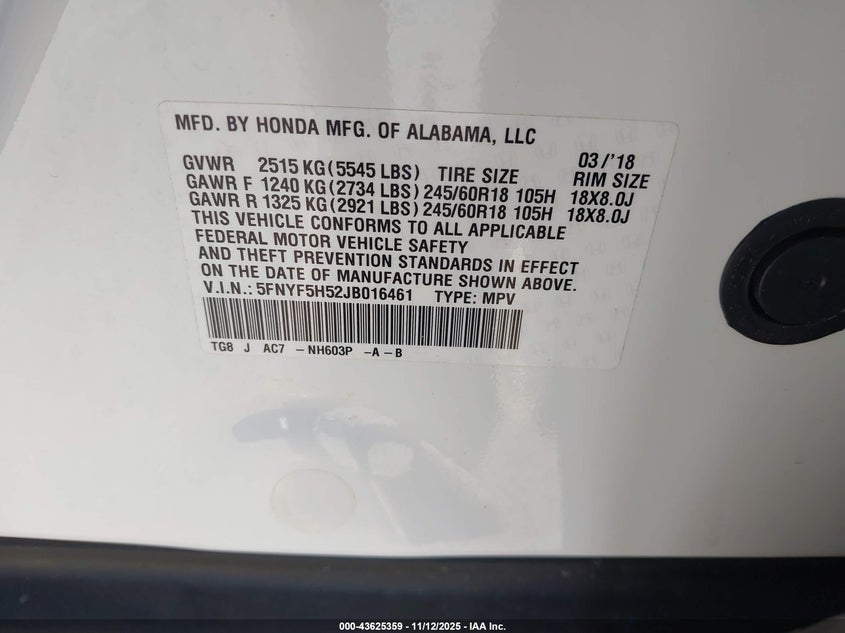 MFD. BY HONDA MFG. OF ALABAMA, LLC
03/'18
GVWR 2515 KG(5545 LBS) TIRE SIZE RIM SIZE
GAWR F 1240 KG(2734 LBS) 245/60R18 105H 18X8.0J
GAWR R 1325 KG(2921 LBS) 245/60R18 105H 18X8.0J
THIS VEHICLE CONFORMS TO ALL APPLICABLE
FEDERAL MOTOR VEHICLE SAFETY
AND THEFT PREVENTION STANDARDS IN EFFECT
ON THE DATE OF MANUFACTURE SHOWN ABOVE.
V.I.N.: 5FNYF5H52JB016461 TYPE: MPV
TG8 J AC7 -NH603P -A-B
000-43625359 - 11/12/2025 - IAA Inc.